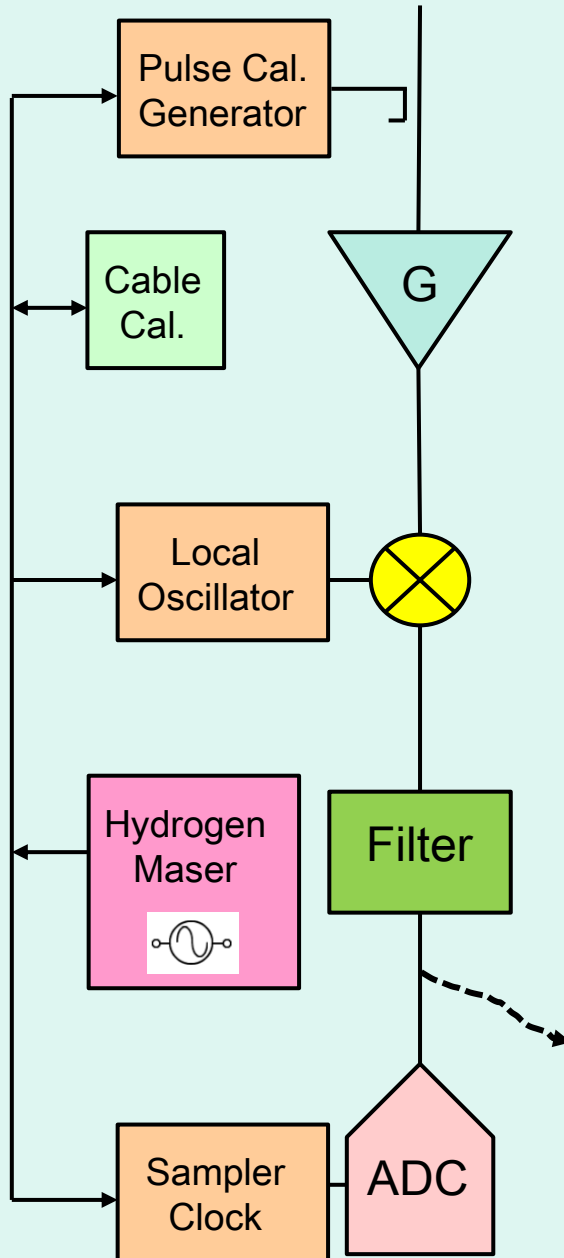 Pulse Cal.
Generator
G
Cable
Cal.
Local
Oscillator
Hydrogen
Maser
Filter
Sampler
Clock
ADC